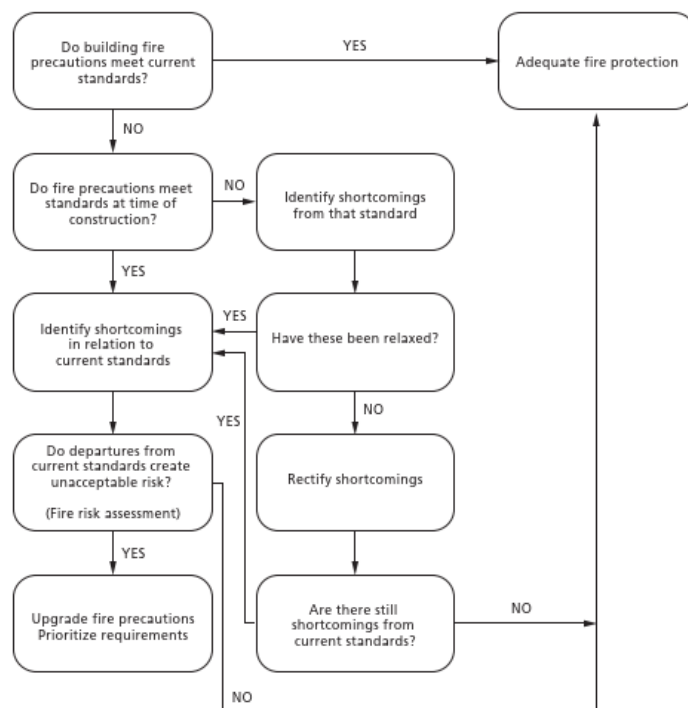 Do building fire
precautions meet current
standards?
YES
Adequate fire protection
NO
Do fire precautions meet
standards at time of
construction?
NO
Identify shortcomings
from that standard
YES
Identify shortcomings
in relation to
current standards
YES
Have these been relaxed?
YES
NO
Do departures from
current standards create
unacceptable risk?
(Fire risk assessment)
Rectify shortcomings
YES
Upgrade fire precautions
Prioritize requirements
Are there still
shortcomings from
current standards?
NO
NO